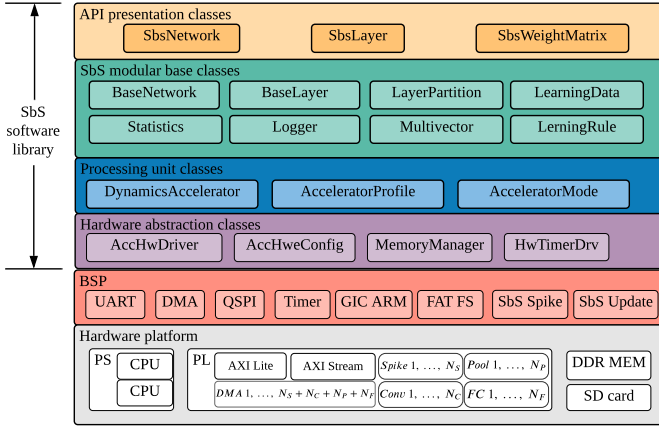 API presentation classes
SbsNetwork SbsLayer SbsWeightMatrix
SbS modular base classes
BaseNetwork BaseLayer LayerPartition LearningData
Statistics Logger Multivector LerningRule
SbS
software
library
Processing unit classes
DynamicsAccelerator AcceleratorProfile AcceleratorMode
Hardware abstraction classes
AccHwDriver AccHweConfig MemoryManager HwTimerDrv
BSP
UART DMA QSPI Timer GIC ARM FAT FS SbS Spike SbS Update
Hardware platform
PS CPU PL AXI Lite AXI Stream Spike 1, …, N_S Pool 1, …, N_P DDR MEM
CPU DMA 1, …, N_S + N_C + N_P + N_F Conv 1, …, N_C FC 1, …, N_F SD card